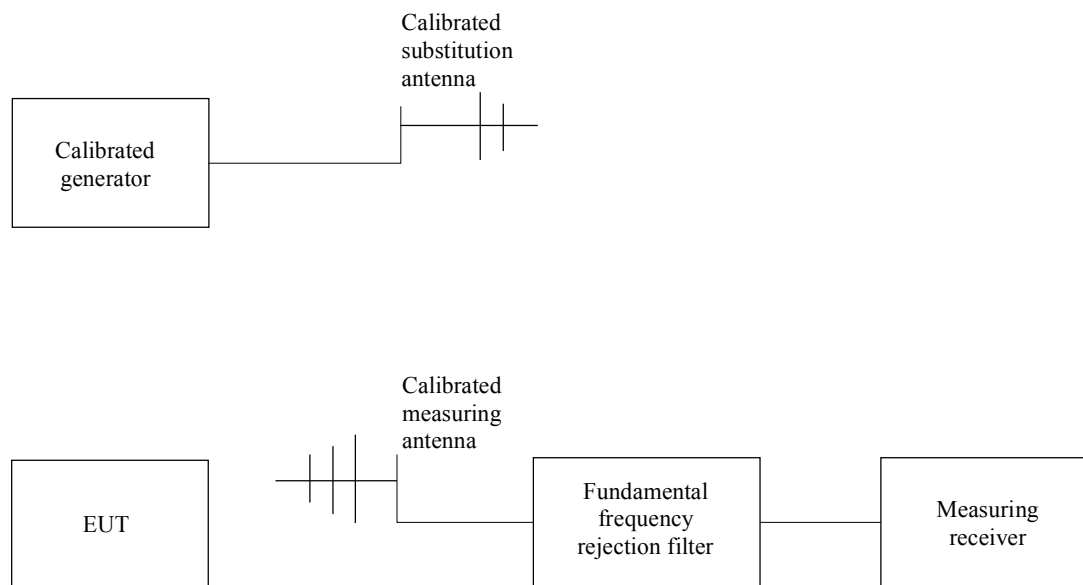 Calibrated
substitution
antenna
Calibrated
generator
Calibrated
measuring
antenna
EUT
Fundamental
frequency
rejection filter
Measuring
receiver